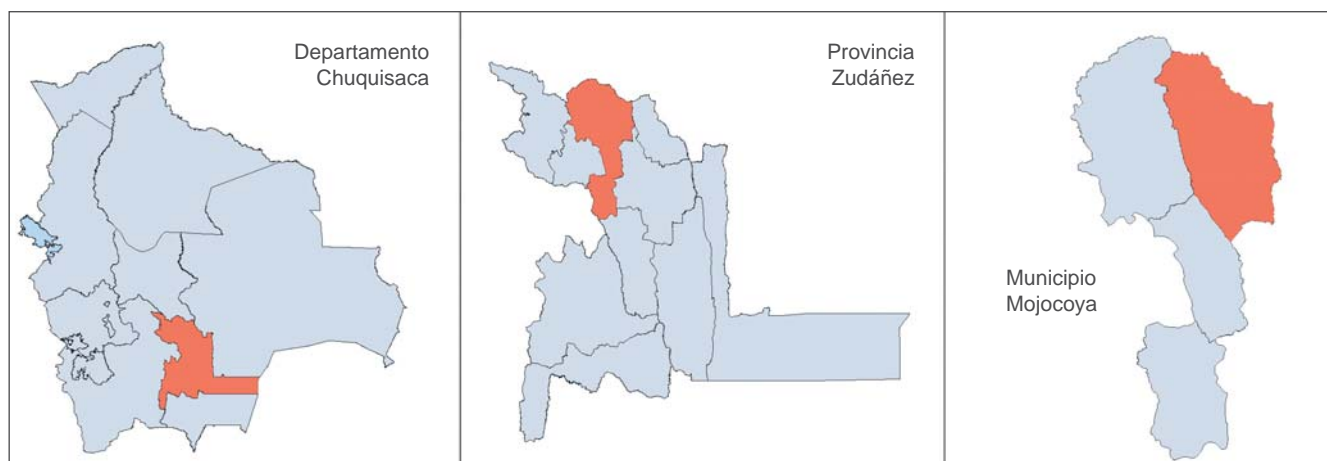 Departamento
Chuquisaca
Provincia
Zudáñez
Municipio
Mojocoya